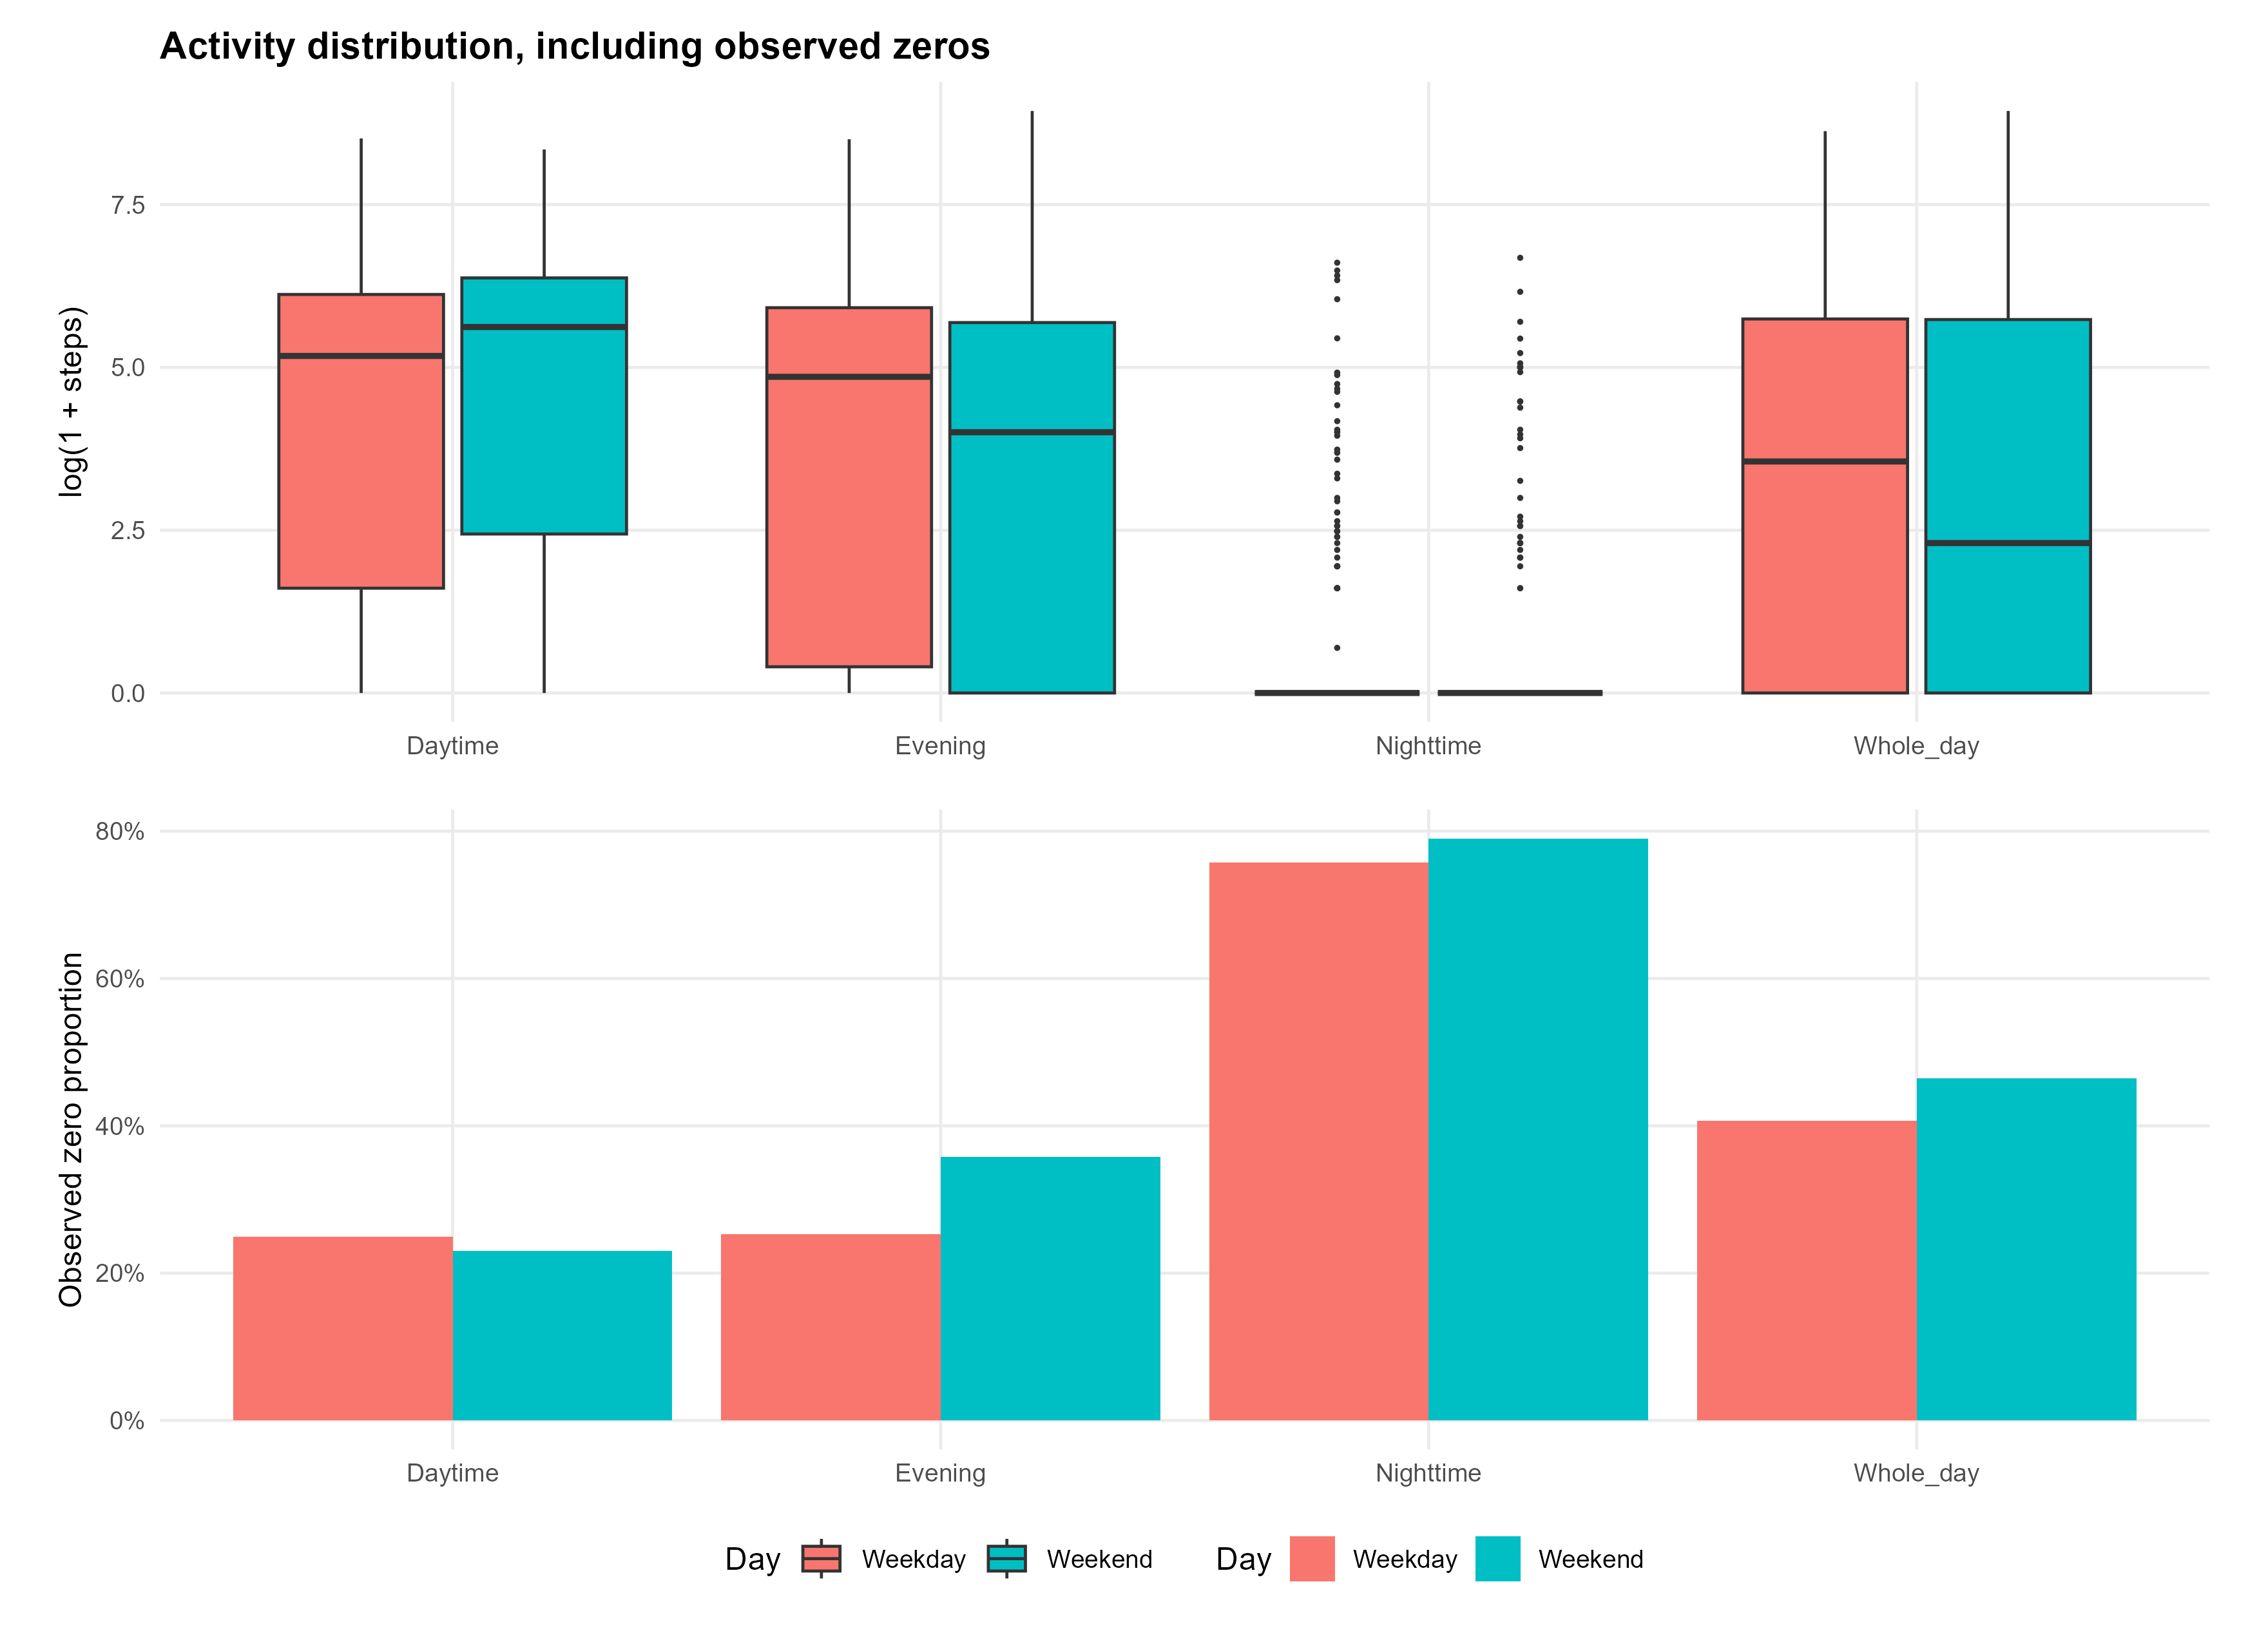 Activity distribution, including observed zeros
log(1 + steps)
7.5
5.0
2.5
0.0
Daytime Evening Nighttime Whole_day
Observed zero proportion
80%
60%
40%
20%
0%
Daytime Evening Nighttime Whole_day
Day Weekday Weekend Day Weekday Weekend